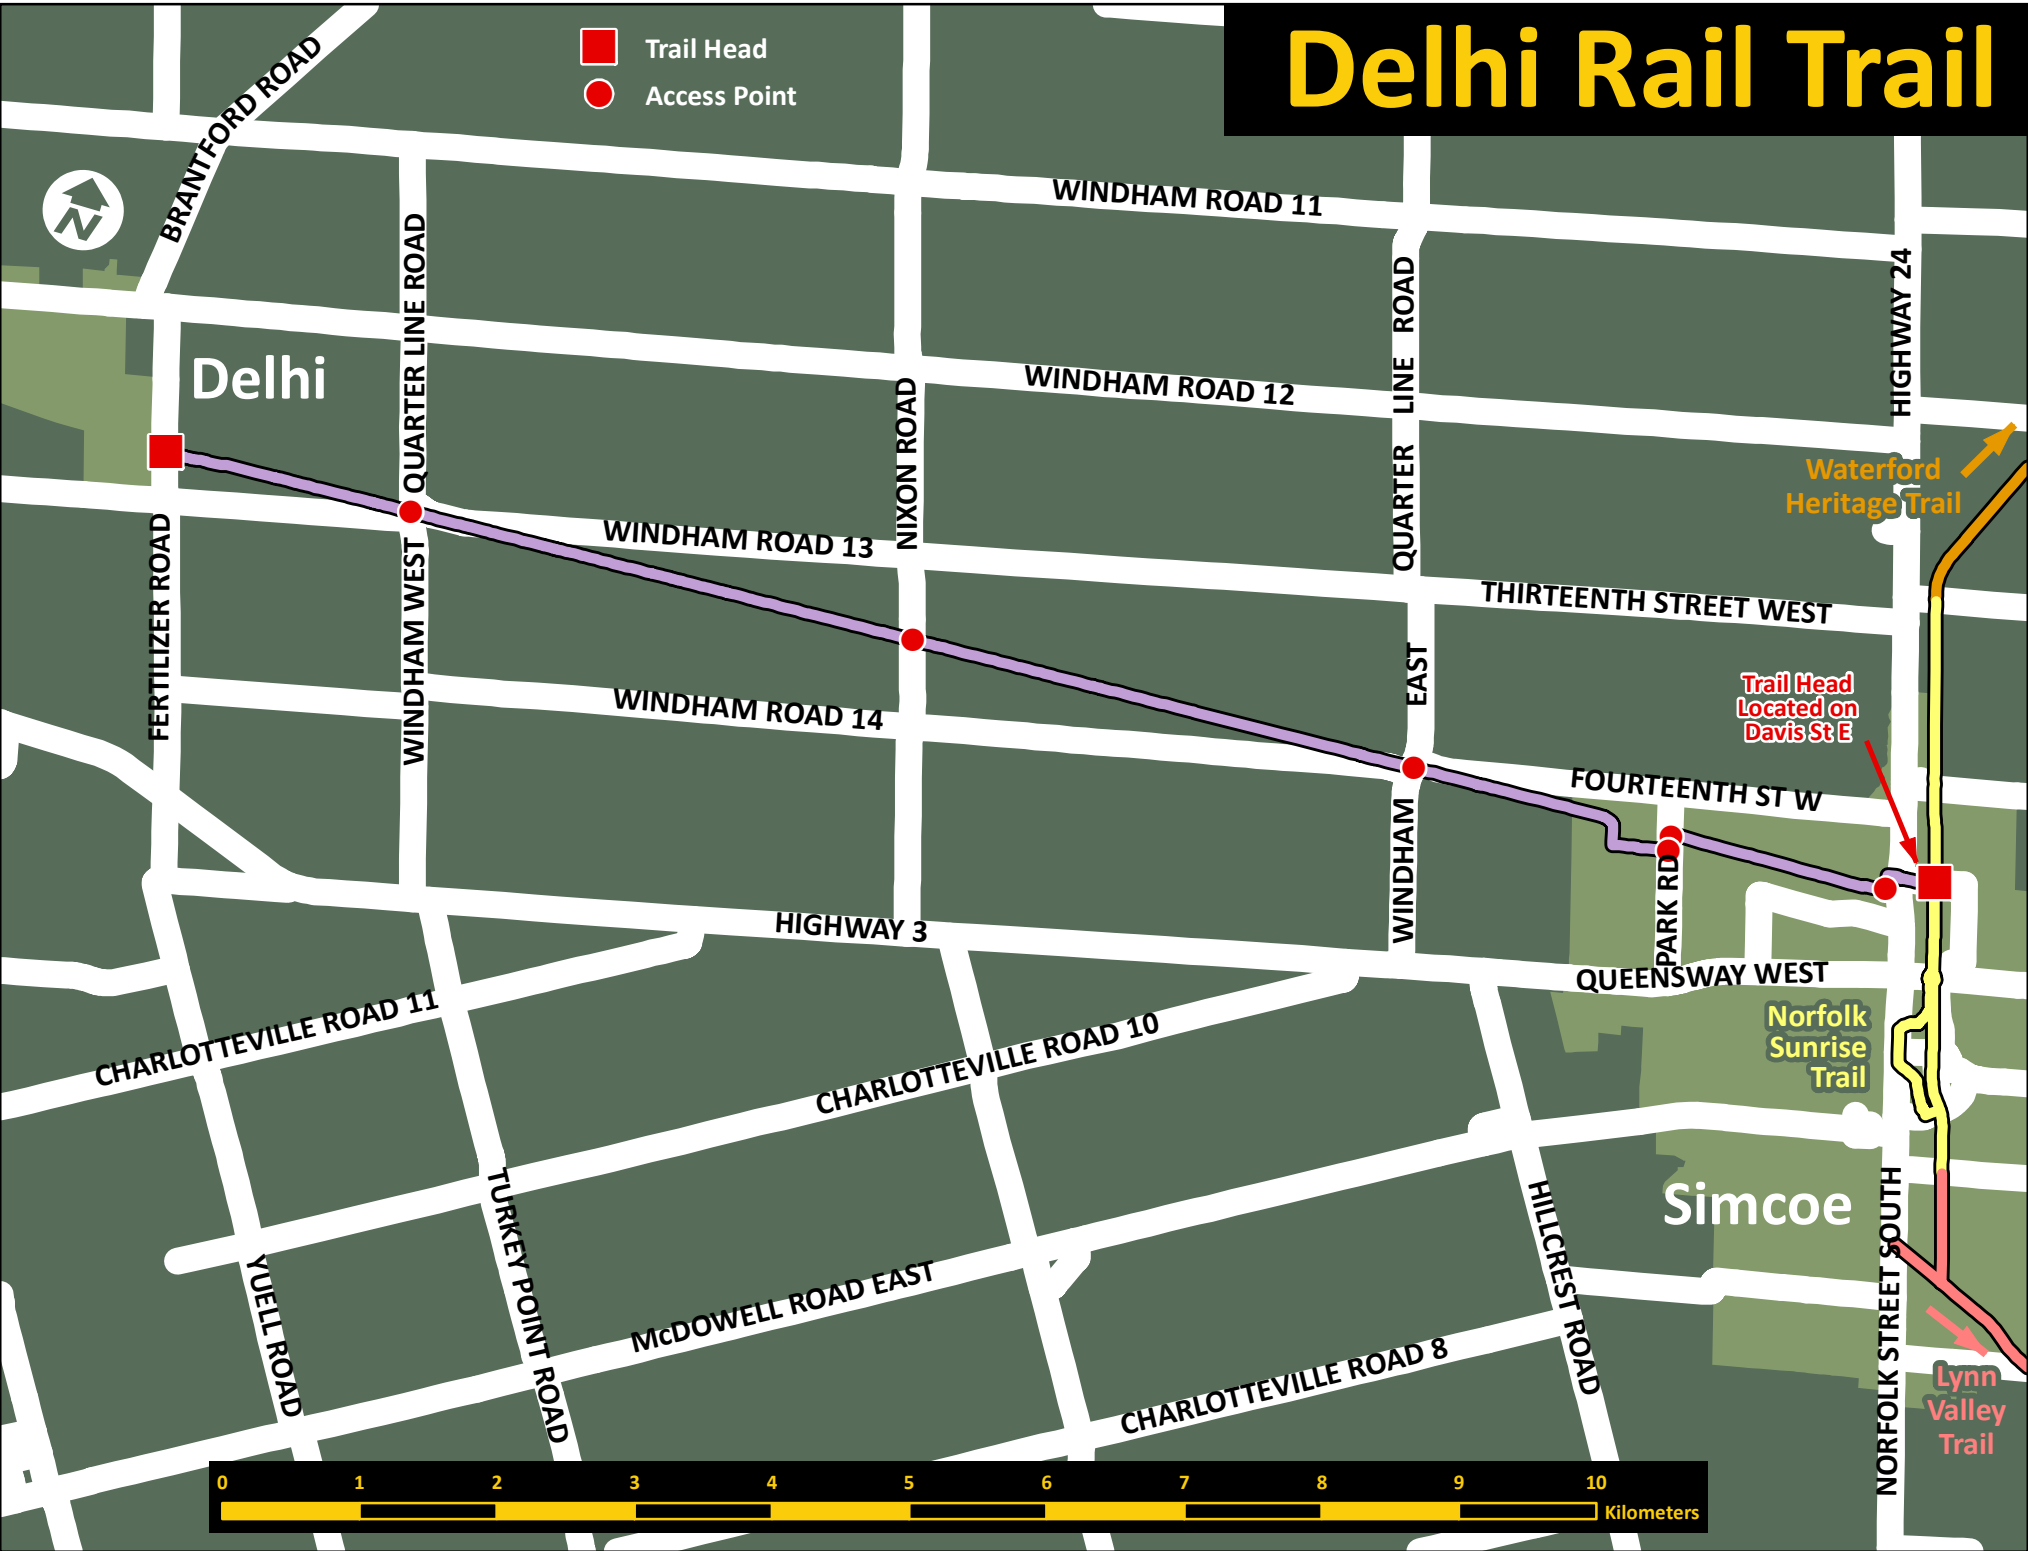 Delhi Rail Trail
Trail Head
Access Point
BRANTFORD ROAD
N
WINDHAM ROAD 11
QUARTER LINE ROAD
QUARTER LINE ROAD
HIGHWAY 24
Delhi
WINDHAM ROAD 12
NIXON ROAD
Waterford
Heritage Trail
WINDHAM ROAD 13
THIRTEENTH STREET WEST
FERTILIZER ROAD
WINDHAM WEST
EAST
WINDHAM ROAD 14
Trail Head
Located on
Davis St E
FOURTEENTH ST W
WINDHAM
PARK RD
HIGHWAY 3
QUEENSWAY WEST
CHARLOTTEVILLE ROAD 11
CHARLOTTEVILLE ROAD 10
Norfolk
Sunrise
Trail
Simcoe
TURKEY POINT ROAD
HILLCREST ROAD
NORFOLK STREET SOUTH
YUELL ROAD
McDOWELL ROAD EAST
CHARLOTTEVILLE ROAD 8
Lynn
Valley
Trail
0 1 2 3 4 5 6 7 8 9 10
Kilometers